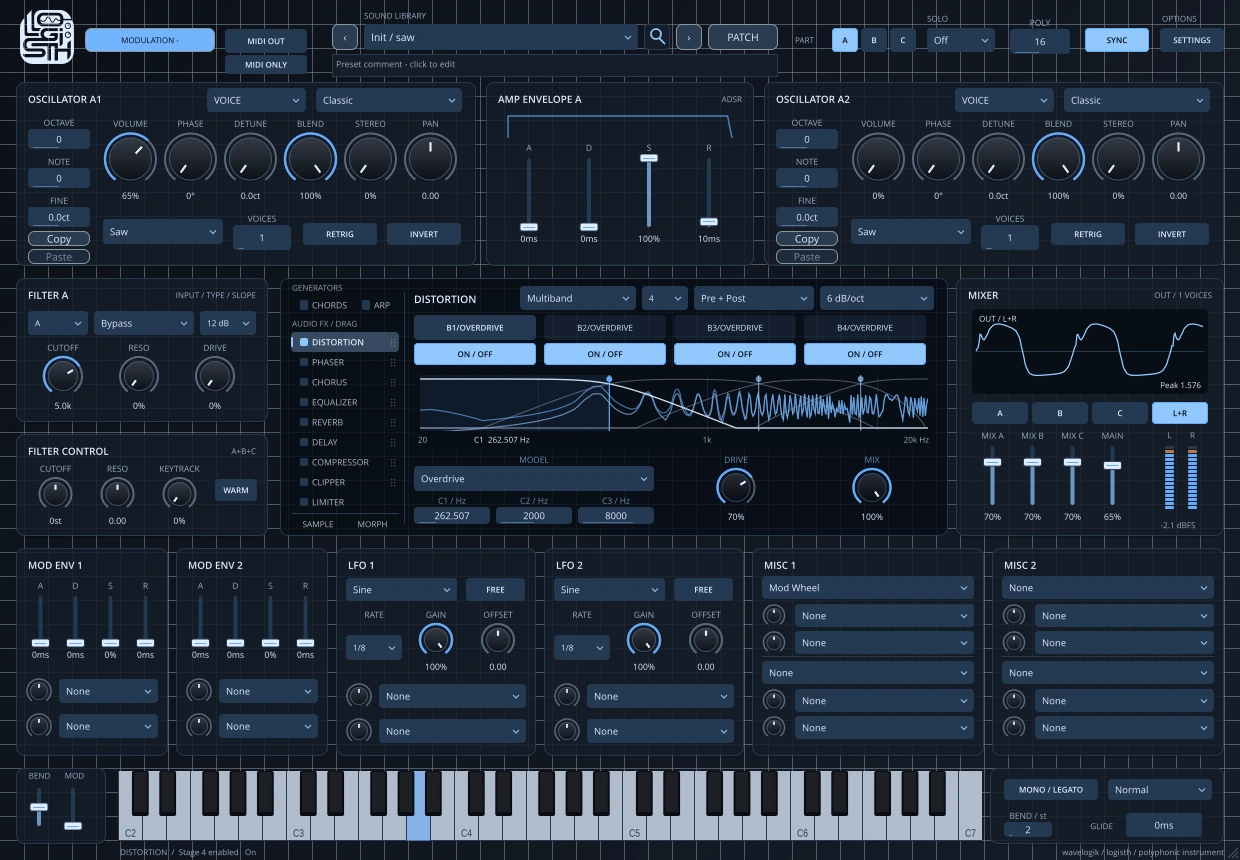 LOGISTH
MODULATION -
MIDI OUT
MIDI ONLY
SOUND LIBRARY
‹ Init / saw › PATCH
Preset comment - click to edit
PART A B C
SOLO
Off
POLY
16
SYNC
OPTIONS
SETTINGS
OSCILLATOR A1 VOICE Classic
OCTAVE VOLUME PHASE DETUNE BLEND STEREO PAN
0
NOTE
0
65% 0° 0.0ct 100% 0% 0.00
FINE
0.0ct
Saw
VOICES
1
RETRIG INVERT
Copy
Paste
AMP ENVELOPE A ADSR
A D S R
0ms 0ms 100% 10ms
OSCILLATOR A2 VOICE Classic
OCTAVE VOLUME PHASE DETUNE BLEND STEREO PAN
0
NOTE
0
0% 0° 0.0ct 100% 0% 0.00
FINE
0.0ct
Saw
VOICES
1
RETRIG INVERT
Copy
Paste
FILTER A INPUT / TYPE / SLOPE
A Bypass 12 dB
CUTOFF RESO DRIVE
5.0k 0% 0%
FILTER CONTROL A+B+C
CUTOFF RESO KEYTRACK
WARM
0st 0.00 0%
GENERATORS
CHORDS ARP
AUDIO FX / DRAG
DISTORTION
PHASER
CHORUS
EQUALIZER
REVERB
DELAY
COMPRESSOR
CLIPPER
LIMITER
SAMPLE MORPH
DISTORTION Multiband 4 Pre + Post 6 dB/oct
B1/OVERDRIVE B2/OVERDRIVE B3/OVERDRIVE B4/OVERDRIVE
ON / OFF ON / OFF ON / OFF ON / OFF
20 C1 262.507 Hz 1k 20k Hz
MODEL DRIVE MIX
Overdrive
C1 / Hz C2 / Hz C3 / Hz
262.507 2000 8000 70% 100%
MIXER OUT / 1 VOICES
OUT / L+R
Peak 1.576
A B C L+R
MIX A MIX B MIX C MAIN L R
70% 70% 70% 65%
-2.1 dBFS
MOD ENV 1
A D S R
0ms 0ms 0% 0ms
None
None
MOD ENV 2
A D S R
0ms 0ms 0% 0ms
None
None
LFO 1
Sine FREE
RATE GAIN OFFSET
1/8
100% 0.00
None
None
LFO 2
Sine FREE
RATE GAIN OFFSET
1/8
100% 0.00
None
None
MISC 1
Mod Wheel
None
None
None
None
None
MISC 2
None
None
None
None
None
None
BEND MOD
C2 C3 C4 C5 C6 C7
MONO / LEGATO Normal
BEND / st
2
GLIDE 0ms
DISTORTION / Stage 4 enabled On
wavelogik / logisth / polyphonic instrument